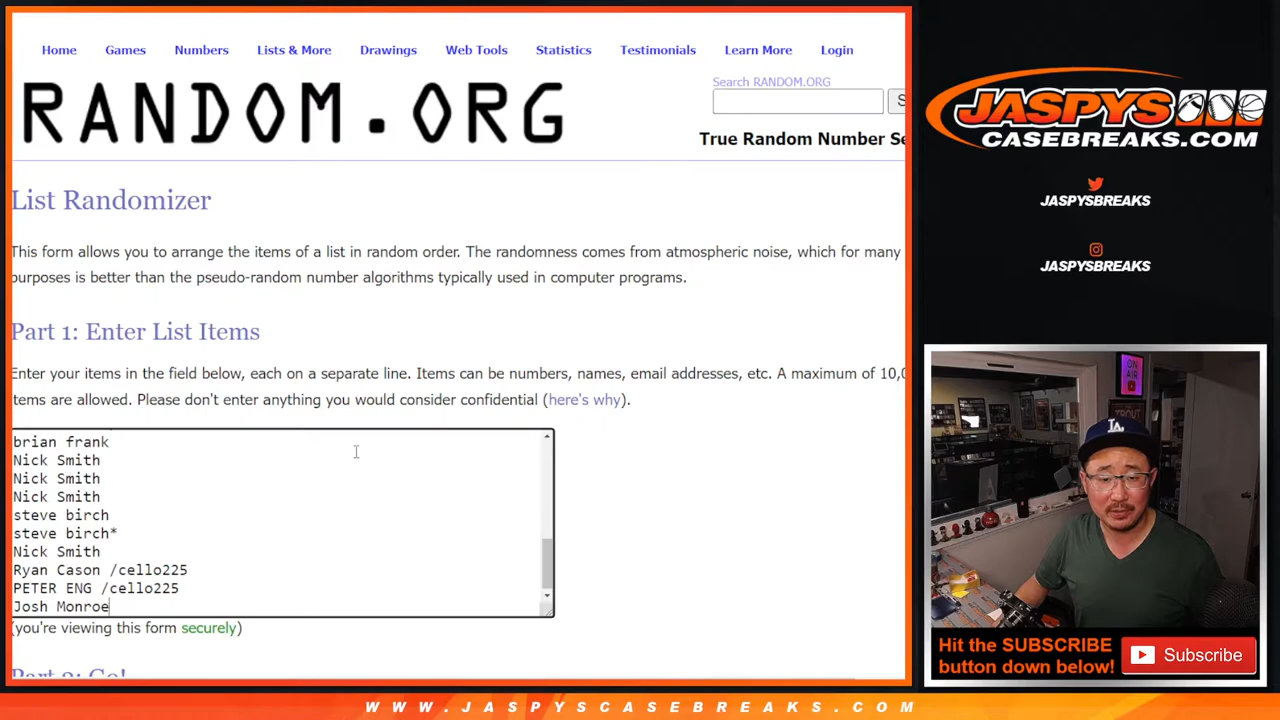 Home Games Numbers Lists & More Drawings Web Tools Statistics Testimonials Learn More Login
Search RANDOM.ORG
RANDOM.ORG
True Random Number Se
List Randomizer
This form allows you to arrange the items of a list in random order. The randomness comes from atmospheric noise, which for many
purposes is better than the pseudo-random number algorithms typically used in computer programs.
Part 1: Enter List Items
Enter your items in the field below, each on a separate line. Items can be numbers, names, email addresses, etc. A maximum of 10,0
items are allowed. Please don't enter anything you would consider confidential (here's why).
brian frank
Nick Smith
Nick Smith
Nick Smith
steve birch
steve birch*
Nick Smith
Ryan Cason /cello225
PETER ENG /cello225
Josh Monroe
(you're viewing this form securely)
Part 2: Go!
JASPYS
CASEBREAKS.COM
JASPYSBREAKS
JASPYSBREAKS
ON AIR
TROUT
LA
Hit the SUBSCRIBE
button down below!
Subscribe
WWW.JASPYSCASEBREAKS.COM